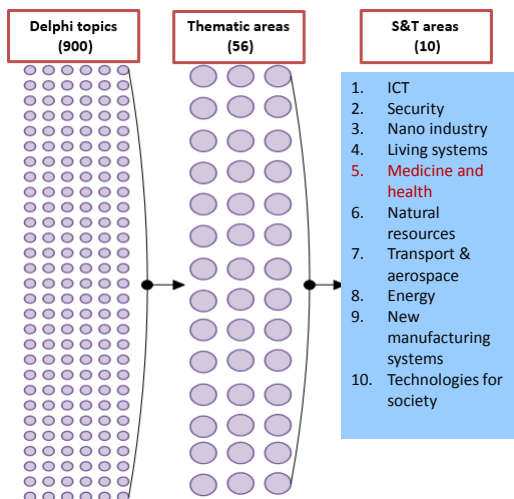 Delphi topics
(900)
Thematic areas
(56)
S&T areas
(10)
1. ICT
2. Security
3. Nano industry
4. Living systems
5. Medicine and
health
6. Natural
resources
7. Transport &
aerospace
8. Energy
9. New
manufacturing
systems
10. Technologies for
society